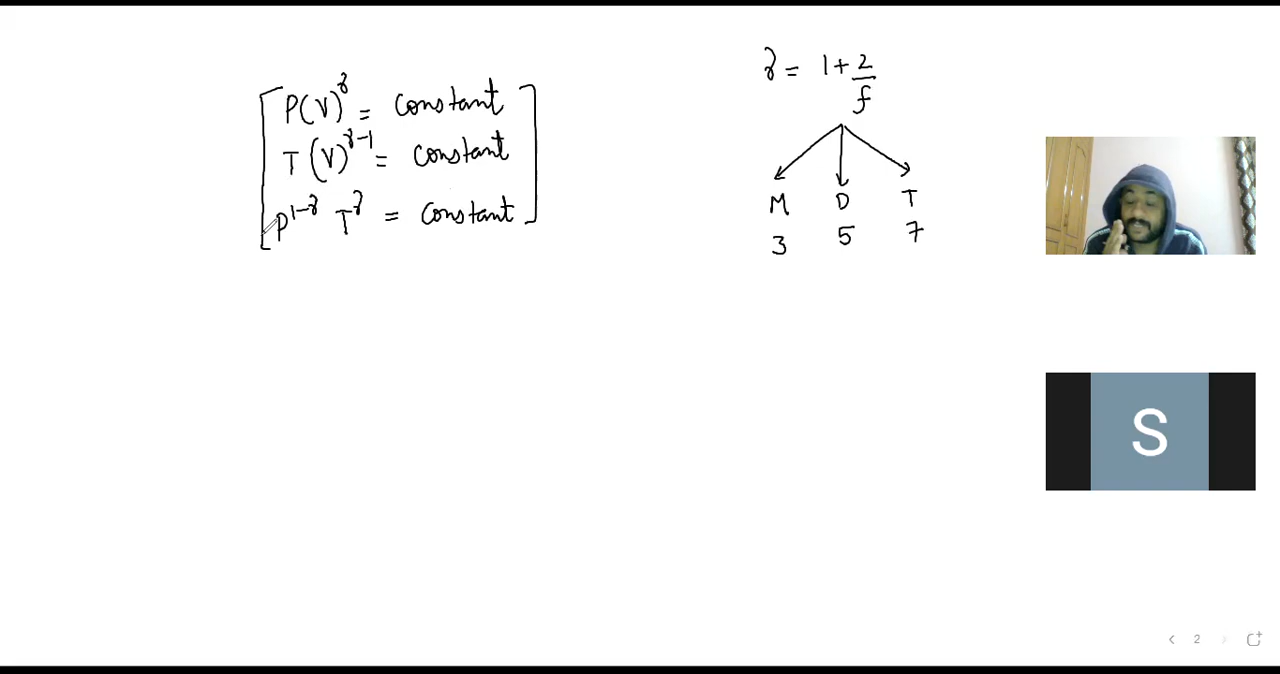 P(V)^γ = constant
T(V)^γ-1 = constant
P^1-γ T^γ = constant
γ = 1 + 2/f
M D T
3 5 7
S
2